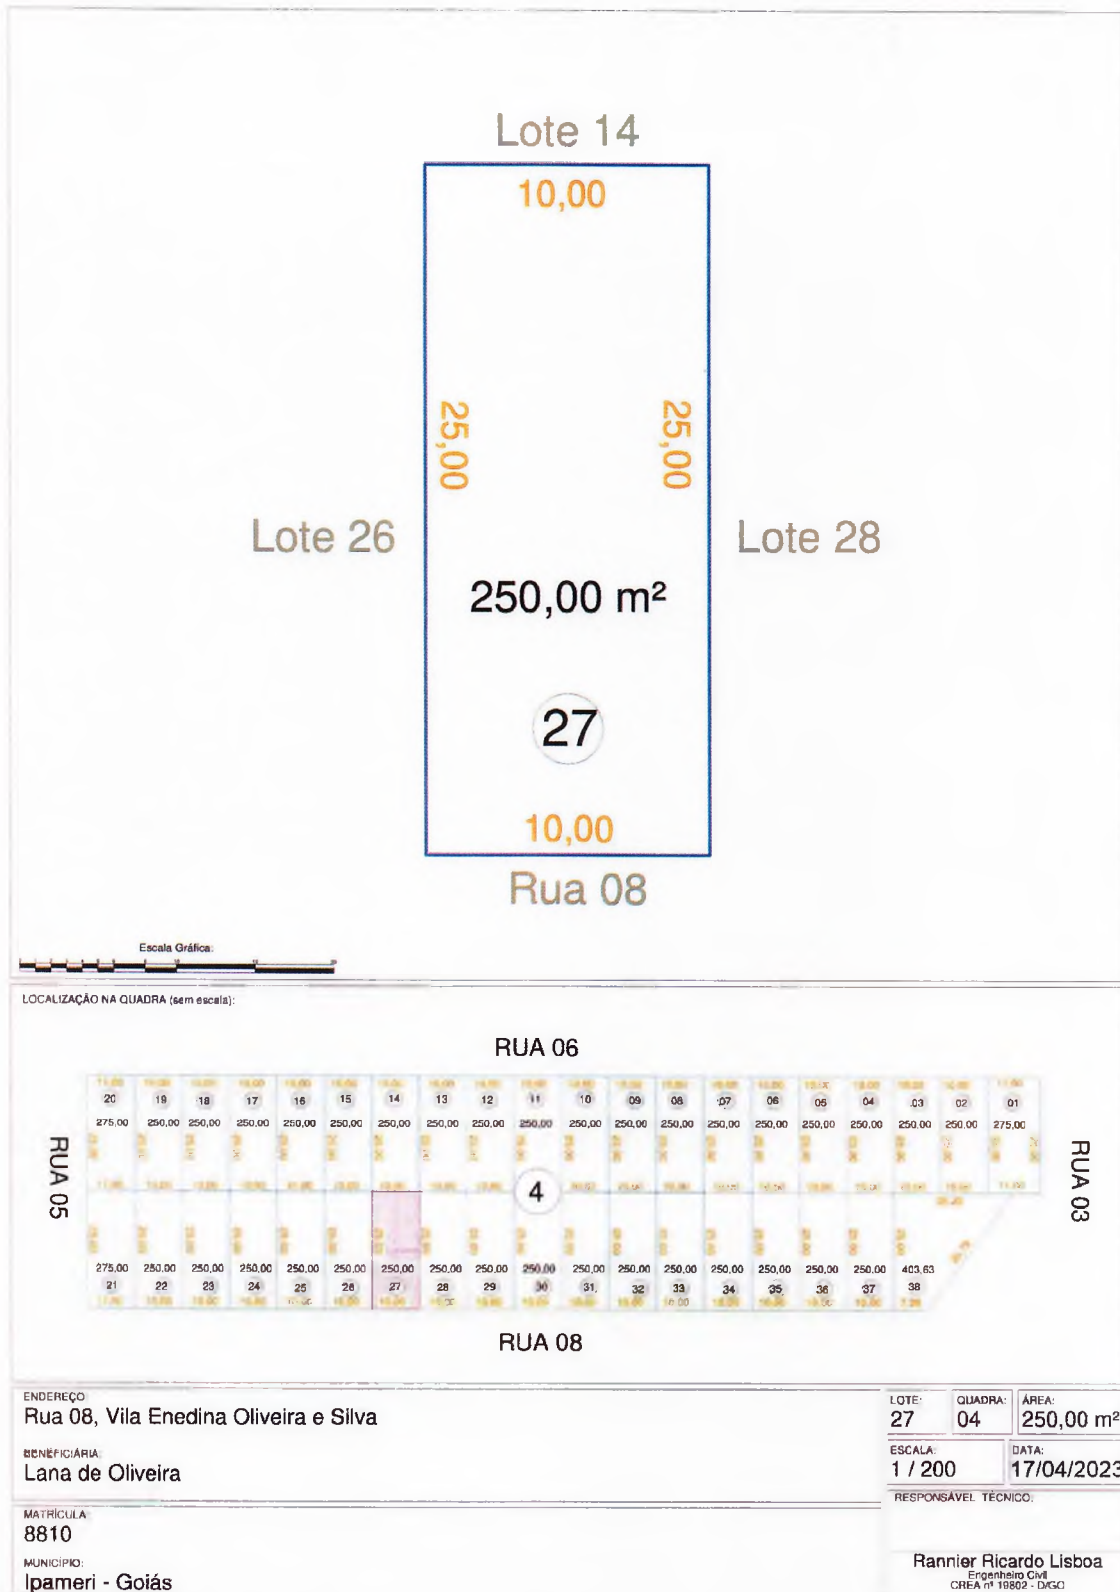 Lote 14
10,00
25,00
25,00
Lote 26
Lote 28
250,00 m²
27
10,00
Rua 08
Escala Gráfica:
LOCALIZAÇÃO NA QUADRA (sem escala):
RUA 06
20 19 18 17 16 15 14 13 12 11 10 09 08 07 06 05 04 03 02 01
275,00 250,00 250,00 250,00 250,00 250,00 250,00 250,00 250,00 250,00 250,00 250,00 250,00 250,00 250,00 250,00 250,00 250,00 250,00 275,00
RUA 05
RUA 03
4
275,00 250,00 250,00 250,00 250,00 250,00 250,00 250,00 250,00 250,00 250,00 250,00 250,00 250,00 250,00 250,00 250,00 403,63
21 22 23 24 25 26 27 28 29 30 31 32 33 34 35 36 37 38
RUA 08
ENDEREÇO
Rua 08, Vila Enedina Oliveira e Silva
BENEFICIÁRIA:
Lana de Oliveira
MATRÍCULA:
8810
MUNICÍPIO:
Ipameri - Goiás
LOTE: QUADRA: ÁREA:
27 04 250,00 m²
ESCALA: DATA:
1 / 200 17/04/2023
RESPONSÁVEL TÉCNICO:
Rannier Ricardo Lisboa
Engenheiro Civil
CREA nº 19802 - D/GO